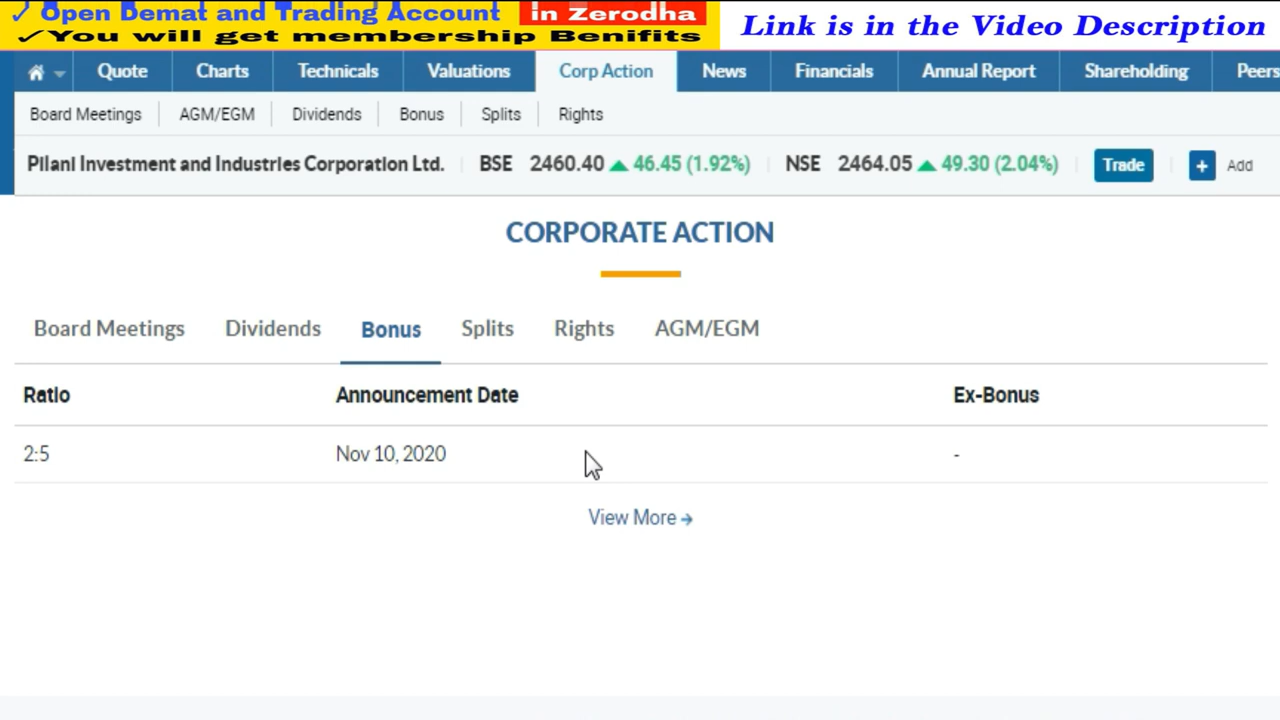 ✓ Open Demat and Trading Account in Zerodha
✓You will get membership Benifits
Link is in the Video Description
Quote Charts Technicals Valuations Corp Action News Financials Annual Report Shareholding Peers
Board Meetings AGM/EGM Dividends Bonus Splits Rights
Pilani Investment and Industries Corporation Ltd. BSE 2460.40 ▲ 46.45 (1.92%) NSE 2464.05 ▲ 49.30 (2.04%) Trade + Add
CORPORATE ACTION
Board Meetings Dividends Bonus Splits Rights AGM/EGM
Ratio Announcement Date Ex-Bonus
2:5 Nov 10, 2020 -
View More →